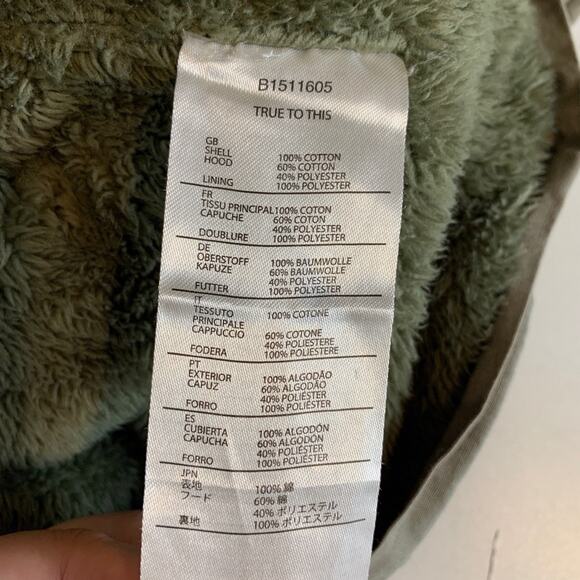 B1511605
TRUE TO THIS
GB
SHELL 100% COTTON
HOOD 60% COTTON
40% POLYESTER
LINING 100% POLYESTER
FR
TISSU PRINCIPAL 100% COTON
CAPUCHE 60% COTON
40% POLYESTER
DOUBLURE 100% POLYESTER
DE
OBERSTOFF 100% BAUMWOLLE
KAPUZE 60% BAUMWOLLE
40% POLYESTER
FUTTER 100% POLYESTER
IT
TESSUTO 100% COTONE
PRINCIPALE
CAPPUCCIO 60% COTONE
40% POLIESTERE
FODERA 100% POLIESTERE
PT
EXTERIOR 100% ALGODÃO
CAPUZ 60% ALGODÃO
40% POLIÉSTER
FORRO 100% POLIÉSTER
ES
CUBIERTA 100% ALGODÓN
CAPUCHA 60% ALGODÓN
40% POLIÉSTER
FORRO 100% POLIÉSTER
JPN
表地 100% 綿
フード 60% 綿
40% ポリエステル
裏地 100% ポリエステル